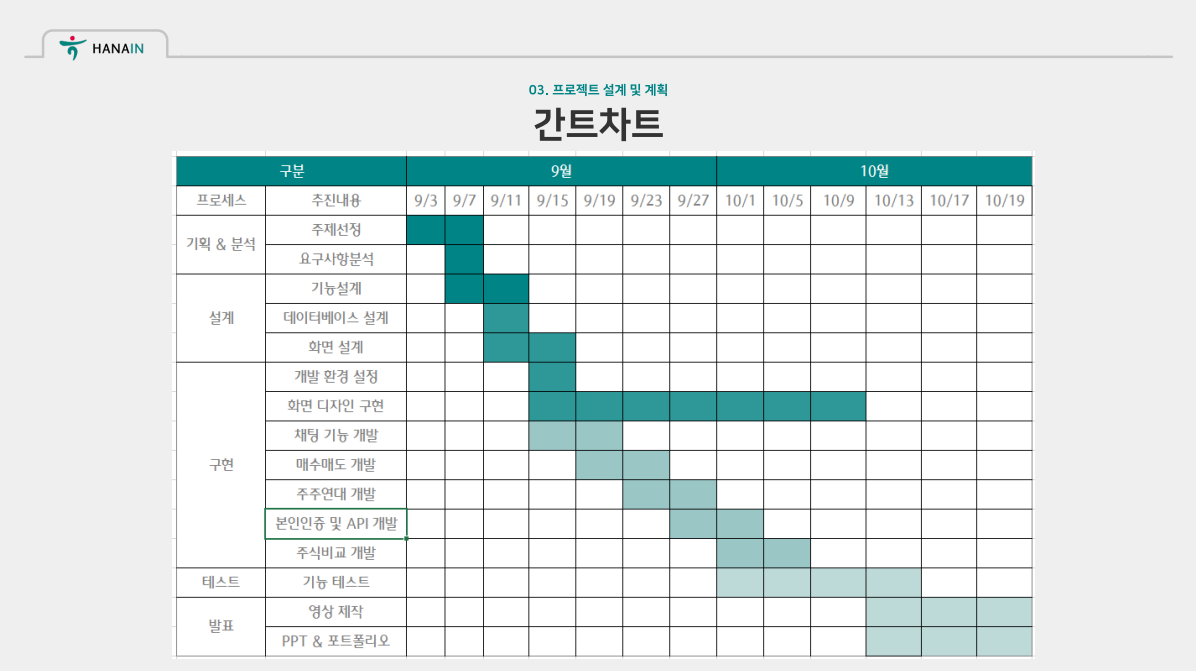 HANAIN
03. 프로젝트 설계 및 계획
간트차트
구분 9월 10월
프로세스 추진내용 9/3 9/7 9/11 9/15 9/19 9/23 9/27 10/1 10/5 10/9 10/13 10/17 10/19
기획 & 분석 주제선정
요구사항분석
설계 기능설계
데이터베이스 설계
화면 설계
구현 개발 환경 설정
화면 디자인 구현
채팅 기능 개발
매수매도 개발
주주연대 개발
본인인증 및 API 개발
주식비교 개발
테스트 기능 테스트
발표 영상 제작
PPT & 포트폴리오